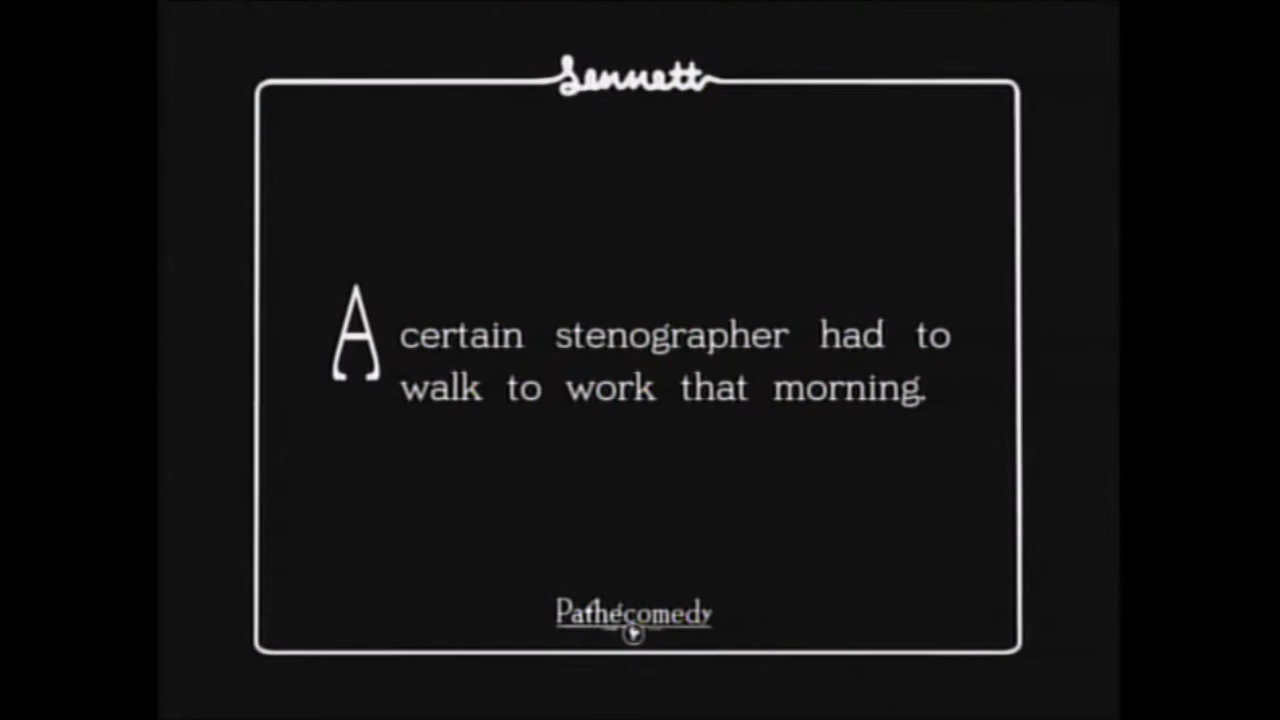 Sennett
A certain stenographer had to
walk to work that morning.
Pathécomedy